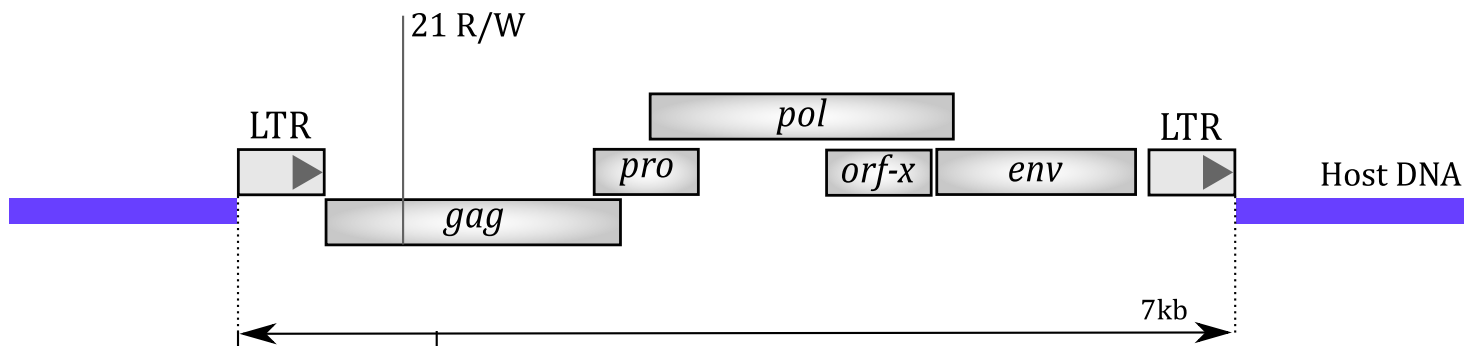 21 R/W
pol
LTR
LTR
pro
orf-x
env
Host DNA
gag
7kb